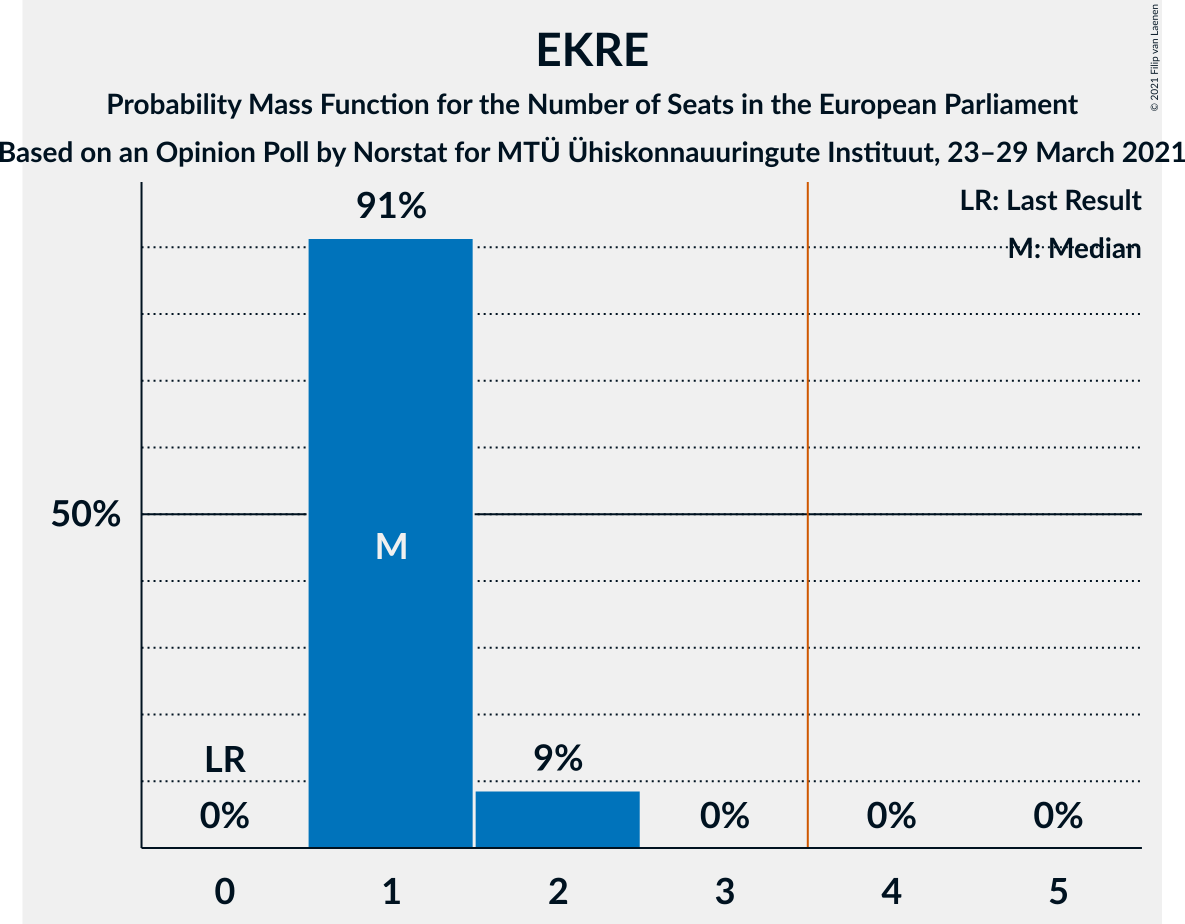 EKRE
Probability Mass Function for the Number of Seats in the European Parliament
Based on an Opinion Poll by Norstat for MTÜ Ühiskonnauuringute Instituut, 23–29 March 2021
© 2021 Filip van Laenen
LR: Last Result
M: Median
91%
50%
M
LR
9%
0%
0%
0%
0%
0
1
2
3
4
5